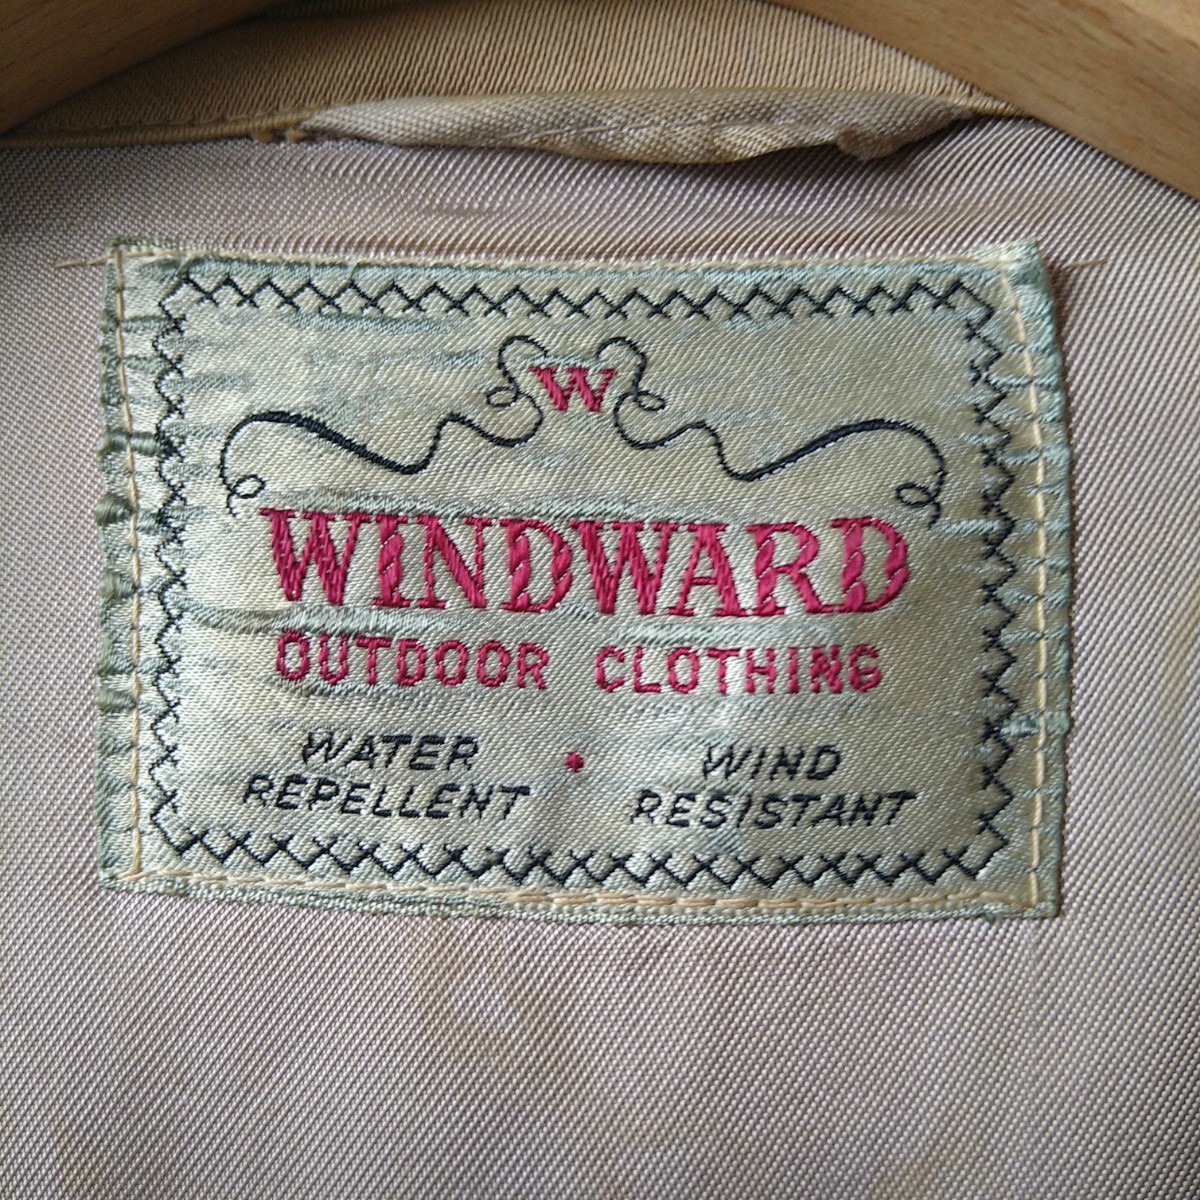 W
WINDWARD
OUTDOOR CLOTHING
WATER REPELLENT • WIND RESISTANT